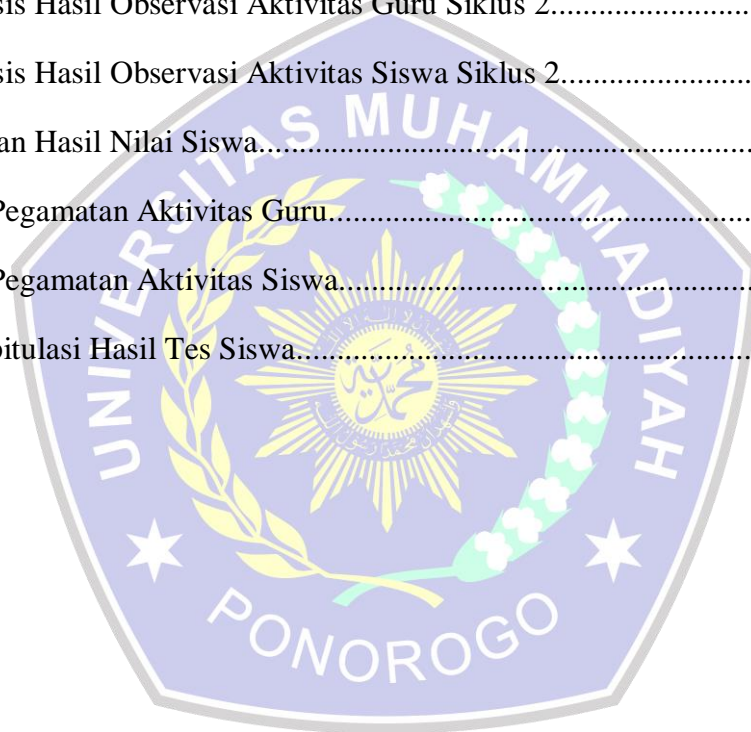 sis Hasil Observasi Aktivitas Guru Siklus 2
sis Hasil Observasi Aktivitas Siswa Siklus 2
an Hasil Nilai Siswa
Pegamatan Aktivitas Guru
Pegamatan Aktivitas Siswa
pitulasi Hasil Tes Siswa
UNIVERSITAS MUHAMMADIYAH
PONOROGO